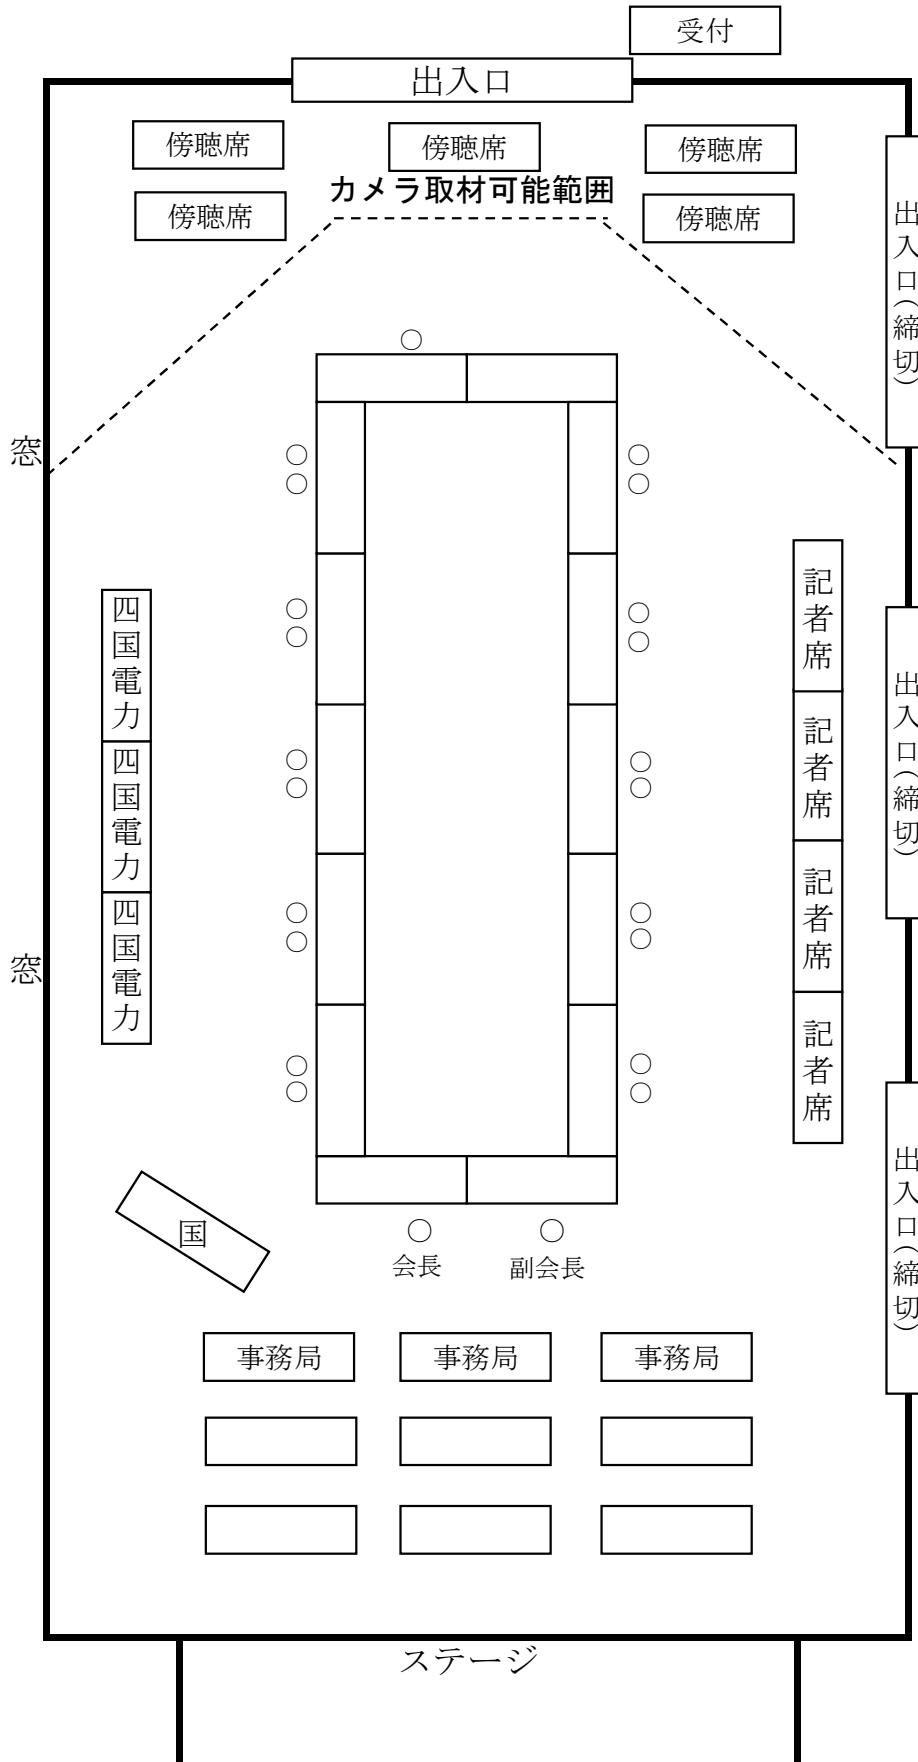 受付
出入口
傍聴席
傍聴席
傍聴席
カメラ取材可能範囲
傍聴席
傍聴席
出入口(締切)
○
窓
○
○
○
○
四国電力
○
○
○
○
記者席
出入口(締切)
四国電力
○
○
○
○
記者席
四国電力
○
○
○
○
記者席
窓
○
○
○
○
記者席
出入口(締切)
国
○
○
会長
副会長
事務局
事務局
事務局
ステージ